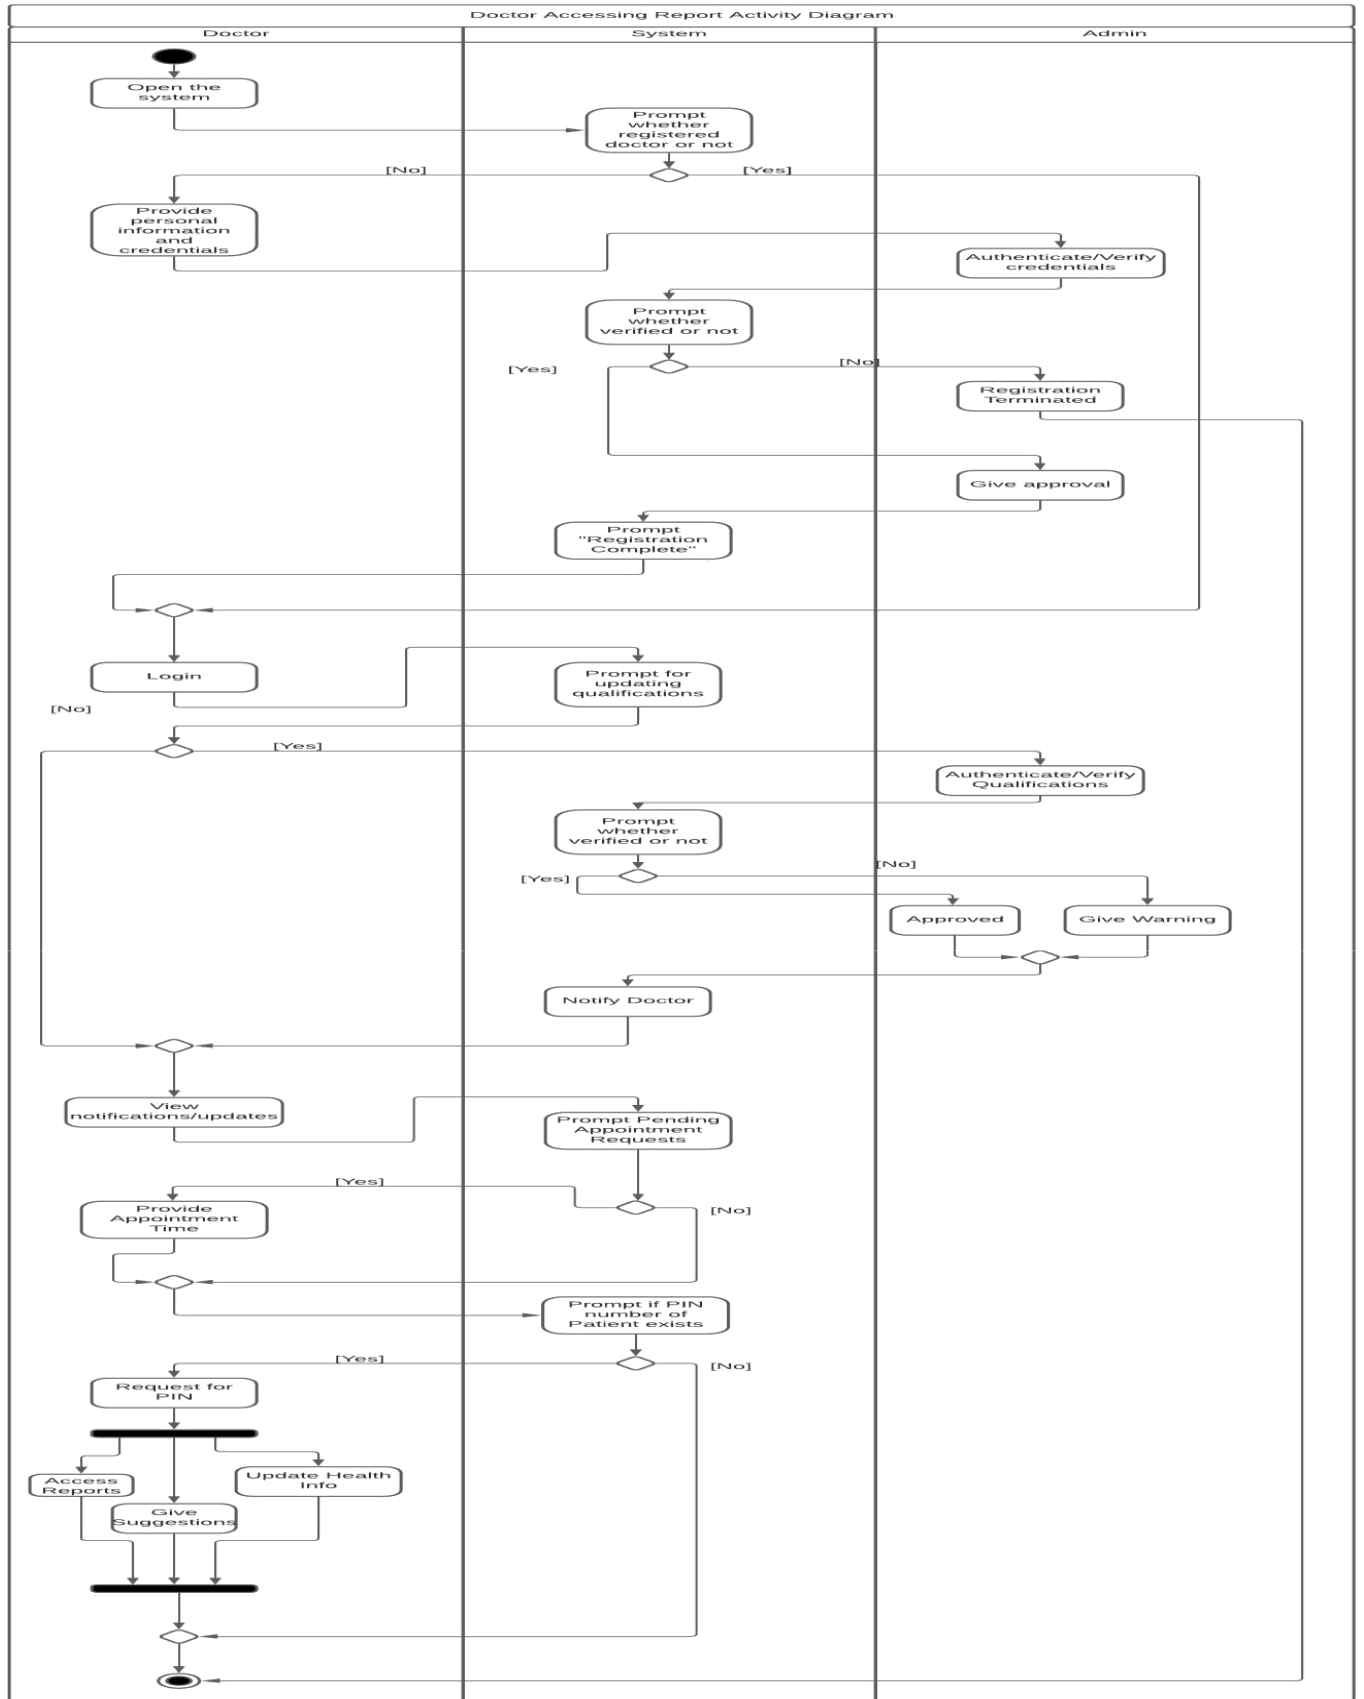 Doctor Accessing Report Activity Diagram
Doctor
System
Admin
Open the
system
Prompt
whether
registered
doctor or not
[No]
[Yes]
Provide
personal
information
and
credentials
Authenticate/Verify
credentials
Prompt
whether
verified or not
[Yes]
[No]
Registration
Terminated
Give approval
Prompt
"Registration
Complete"
Login
Prompt for
updating
qualifications
[No]
[Yes]
Authenticate/Verify
Qualifications
Prompt
whether
verified or not
[Yes]
[No]
Approved
Give Warning
Notify Doctor
View
notifications/updates
Prompt Pending
Appointment
Requests
[Yes]
[No]
Provide
Appointment
Time
Prompt if PIN
number of
Patient exists
[Yes]
[No]
Request for
PIN
Access
Reports
Update Health
Info
Give
Suggestions